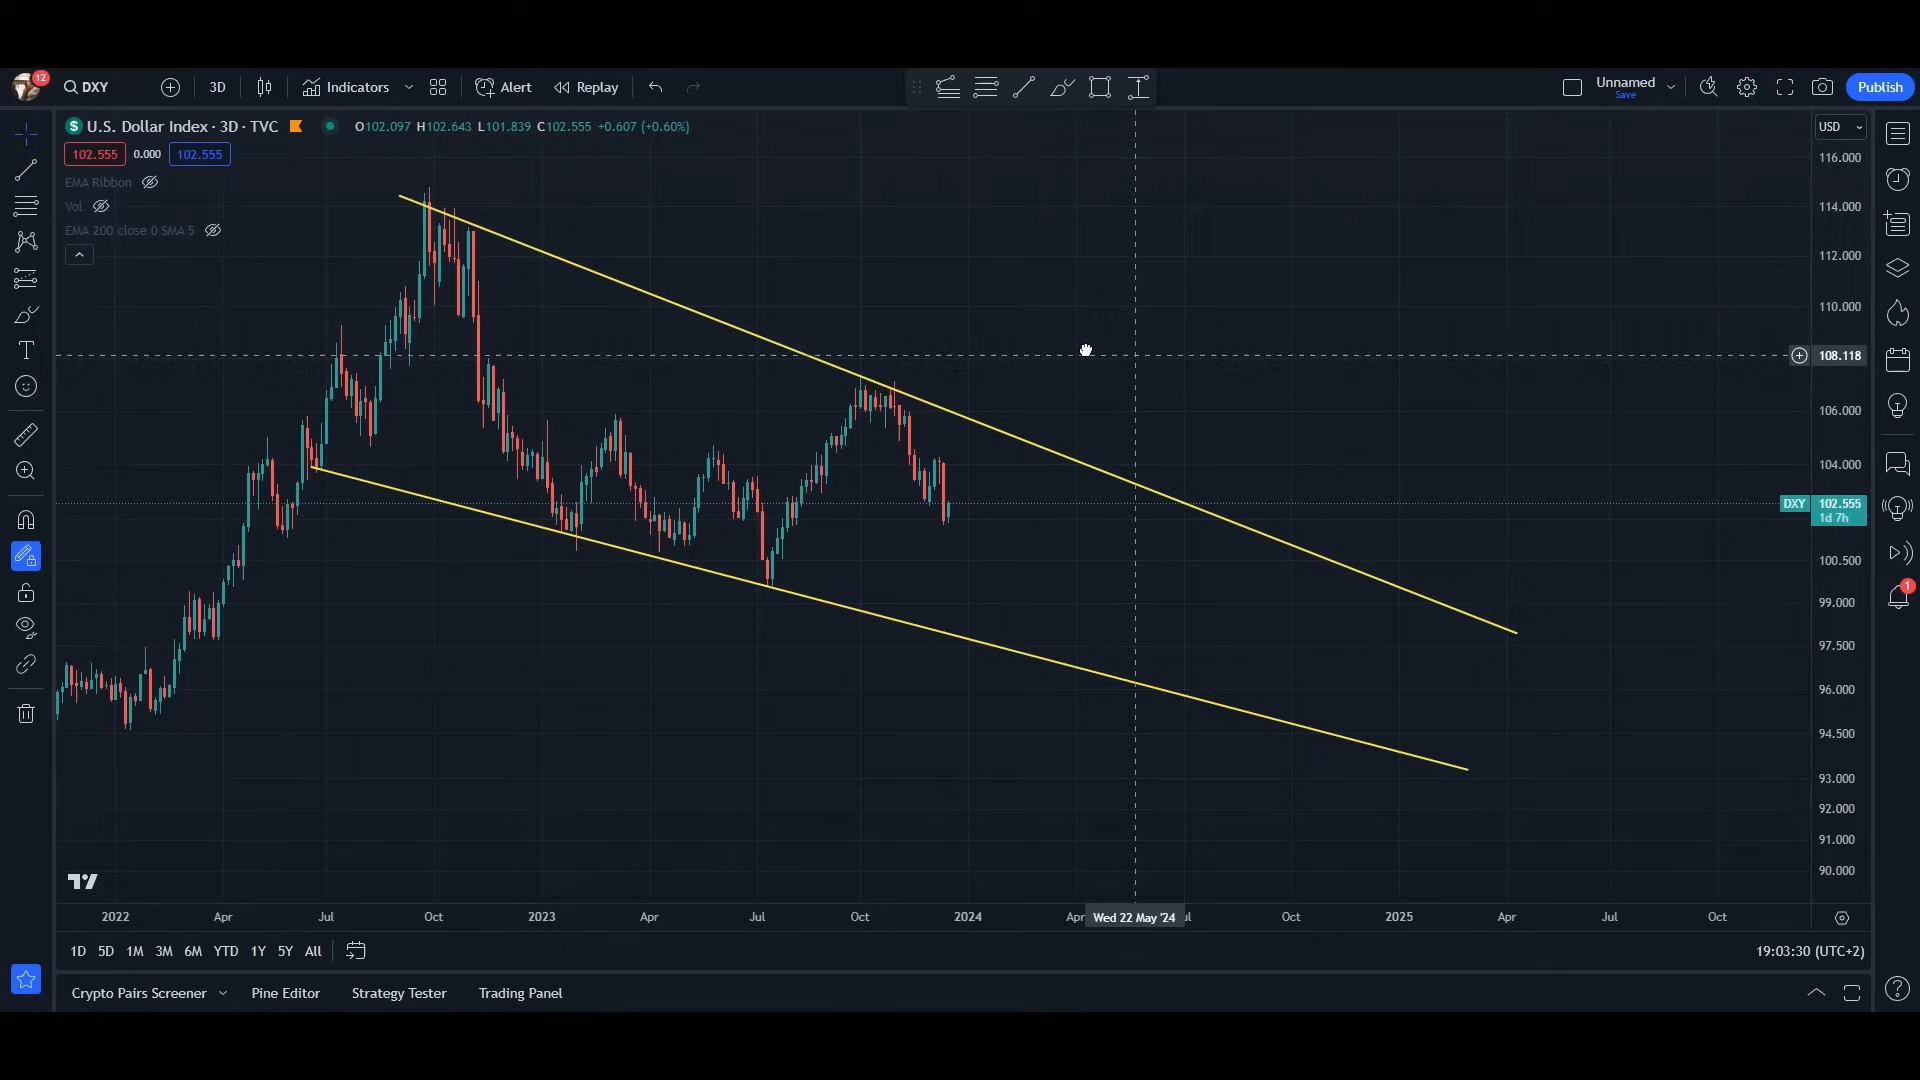 12
DXY
3D
Indicators
Alert
Replay
Unnamed
Save
Publish
U.S. Dollar Index · 3D · TVC
O102.097 H102.643 L101.839 C102.555 +0.607 (+0.60%)
USD
102.555
0.000
102.555
EMA Ribbon
Vol
EMA 200 close 0 SMA 5
116.000
114.000
112.000
110.000
108.118
106.000
104.000
DXY
102.555
1d 7h
100.500
99.000
97.500
96.000
94.500
93.000
92.000
91.000
90.000
1
2022
Apr
Jul
Oct
2023
Apr
Jul
Oct
2024
Apr
Wed 22 May '24
Oct
2025
Apr
Jul
Oct
1D 5D 1M 3M 6M YTD 1Y 5Y All
19:03:30 (UTC+2)
Crypto Pairs Screener
Pine Editor
Strategy Tester
Trading Panel